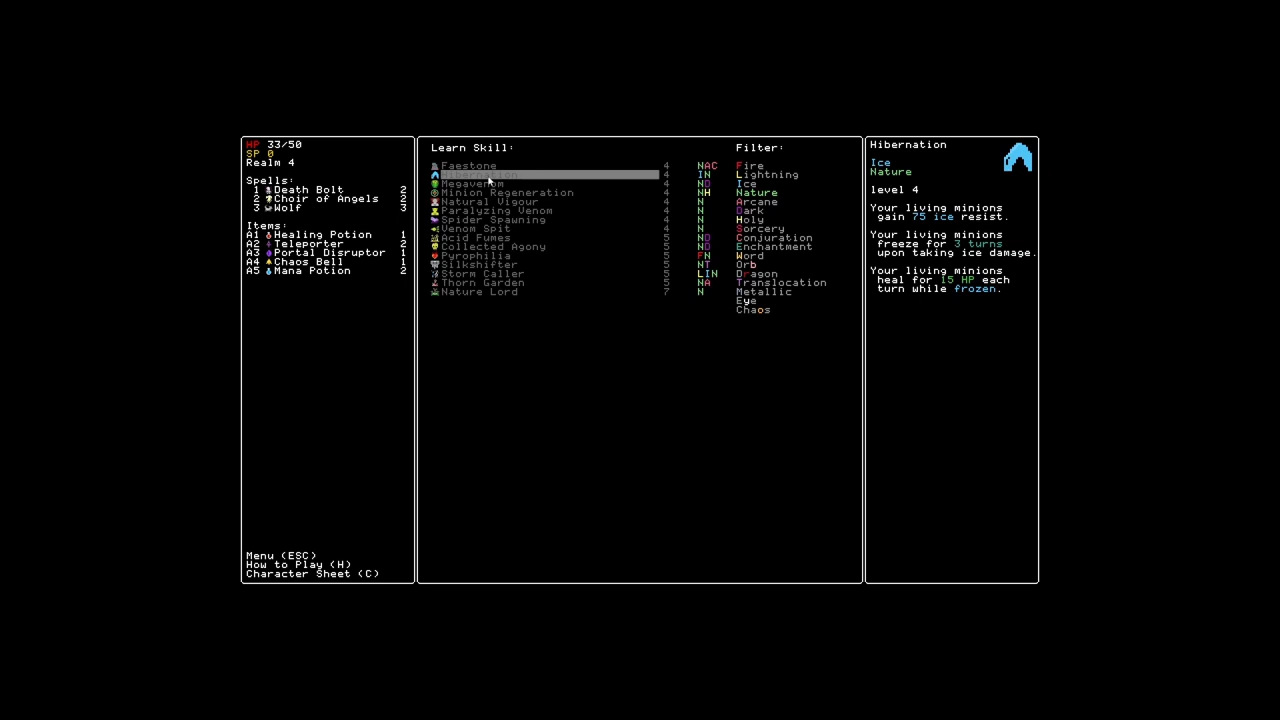 HP 33/50
SP 0
Realm 4
Spells:
1 Death Bolt 2
2 Choir of Angels 2
3 Wolf 3
Items:
A1 Healing Potion 1
A2 Teleporter 2
A3 Portal Disruptor 1
A4 Chaos Bell 1
A5 Mana Potion 2
Menu (ESC)
How to Play (H)
Character Sheet (C)
Learn Skill:
Faestone 4 NAC
Hibernation 4 IN
Megavenom 4 ND
Minion Regeneration 4 NH
Natural Vigour 4 N
Paralyzing Venom 4 N
Spider Spawning 4 N
Venom Spit 4 N
Acid Fumes 5 ND
Collected Agony 5 ND
Pyrophilia 5 FN
Silkshifter 5 NT
Storm Caller 5 LIN
Thorn Garden 5 NA
Nature Lord 7 N
Filter:
Fire
Lightning
Ice
Nature
Arcane
Dark
Holy
Sorcery
Conjuration
Enchantment
Word
Orb
Dragon
Translocation
Metallic
Eye
Chaos
Hibernation
Ice
Nature
level 4
Your living minions
gain 75 ice resist.
Your living minions
freeze for 3 turns
upon taking ice damage.
Your living minions
heal for 15 HP each
turn while frozen.